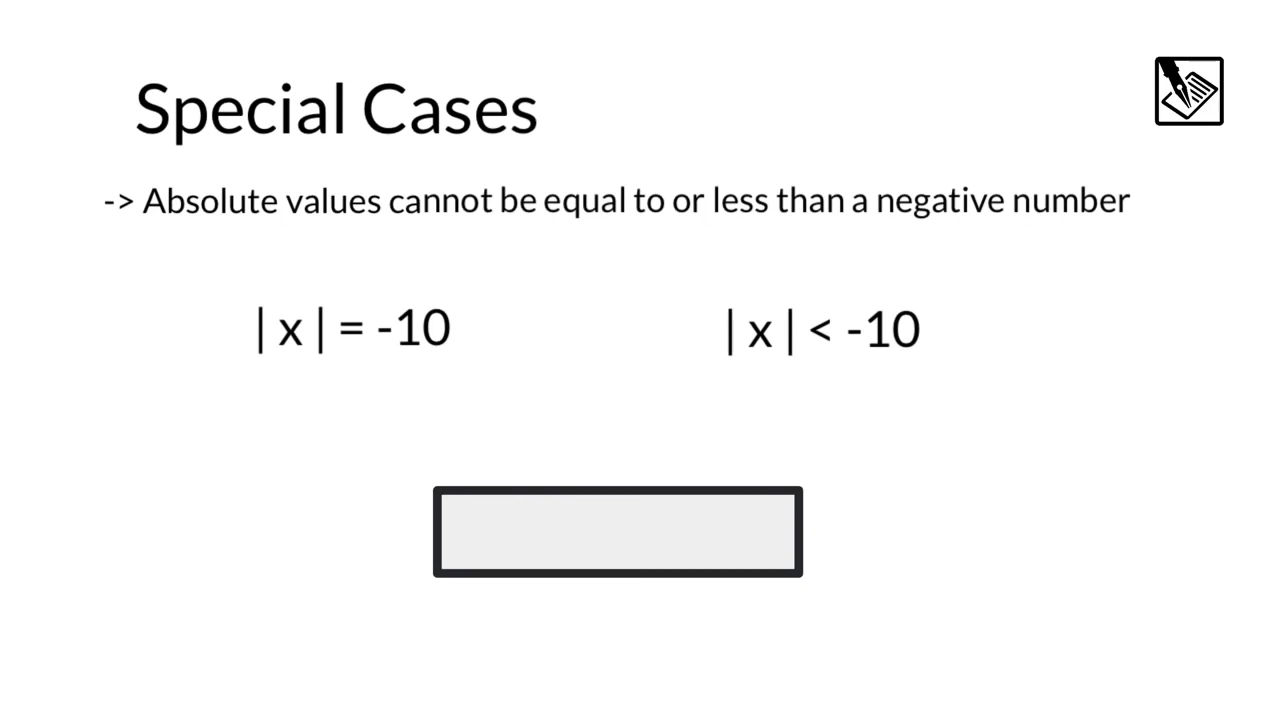 Special Cases
-> Absolute values cannot be equal to or less than a negative number
| x | = -10
| x | < -10